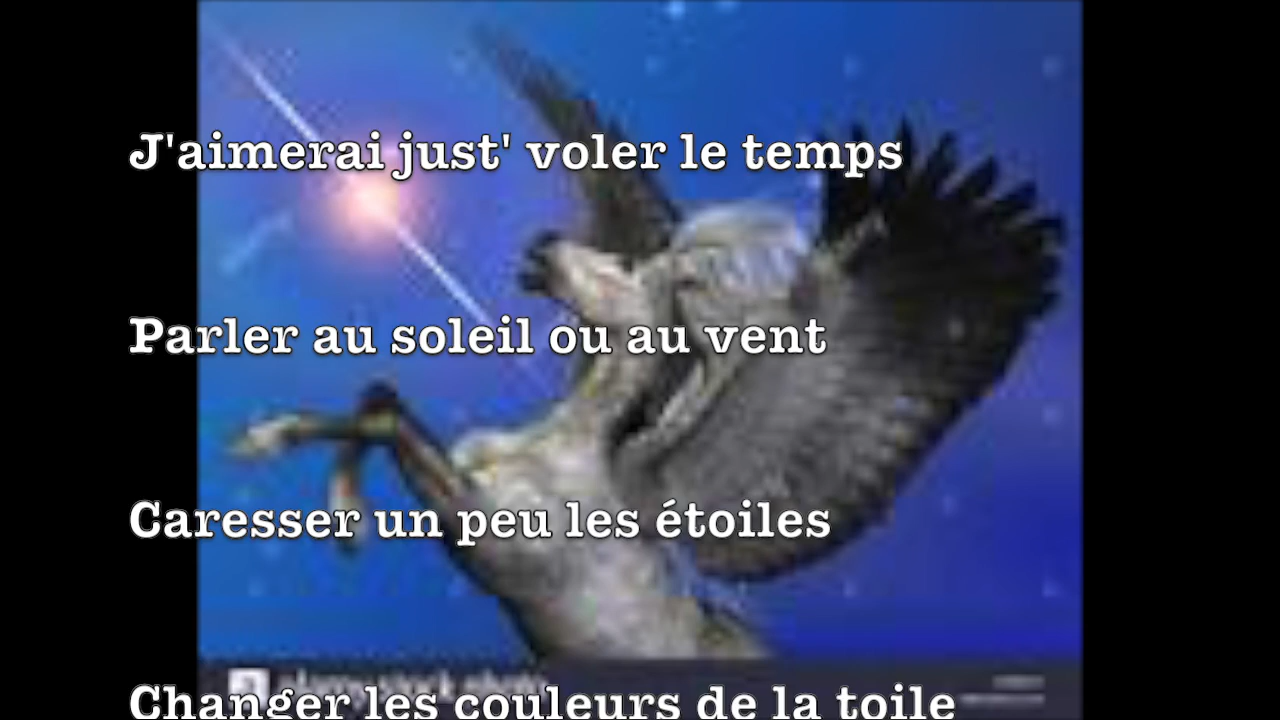 J'aimerai just' voler le temps
Parler au soleil ou au vent
Caresser un peu les étoiles
Changer les couleurs de la toile